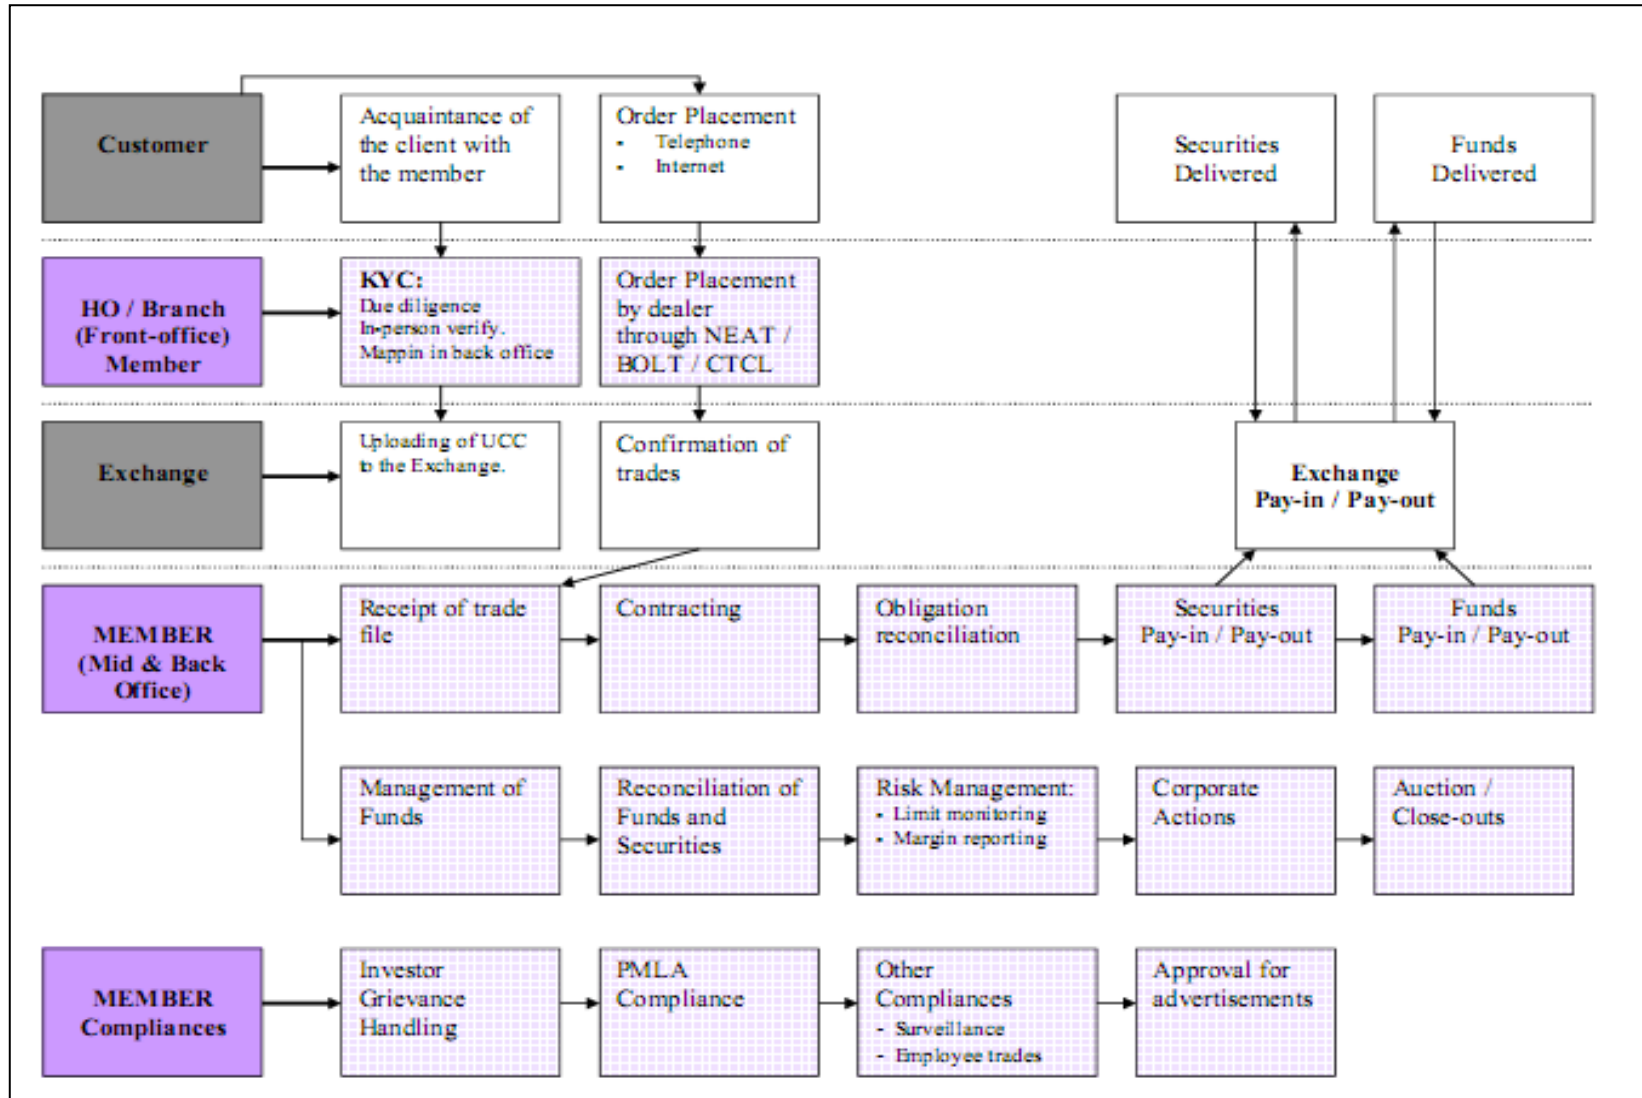 Customer
Acquaintance of
the client with
the member
Order Placement
▪ Telephone
▪ Internet
Securities
Delivered
Funds
Delivered
HO / Branch
(Front-office)
Member
KYC:
Due diligence
In-person verify.
Mappin in back office
Order Placement
by dealer
through NEAT /
BOLT / CTCL
Exchange
Uploading of UCC
to the Exchange.
Confirmation of
trades
Exchange
Pay-in / Pay-out
MEMBER
(Mid & Back
Office)
Receipt of trade
file
Contracting
Obligation
reconciliation
Securities
Pay-in / Pay-out
Funds
Pay-in / Pay-out
Management of
Funds
Reconciliation of
Funds and
Securities
Risk Management:
▪ Limit monitoring
▪ Margin reporting
Corporate
Actions
Auction /
Close-outs
MEMBER
Compliances
Investor
Grievance
Handling
PMLA
Compliance
Other
Compliances
- Surveillance
- Employee trades
Approval for
advertisements